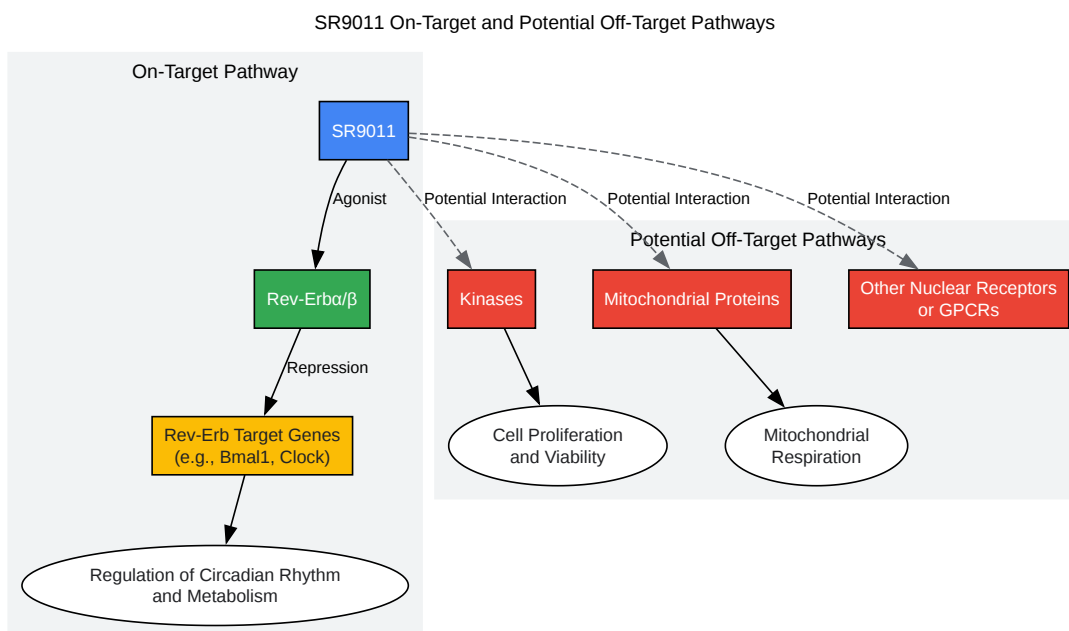 SR9011 On-Target and Potential Off-Target Pathways
On-Target Pathway
SR9011
Agonist
Potential Interaction
Potential Interaction
Potential Interaction
Potential Off-Target Pathways
Rev-Erbα/β
Kinases
Mitochondrial Proteins
Other Nuclear Receptors
or GPCRs
Repression
Rev-Erb Target Genes
(e.g., Bmal1, Clock)
Cell Proliferation
and Viability
Mitochondrial
Respiration
Regulation of Circadian Rhythm
and Metabolism